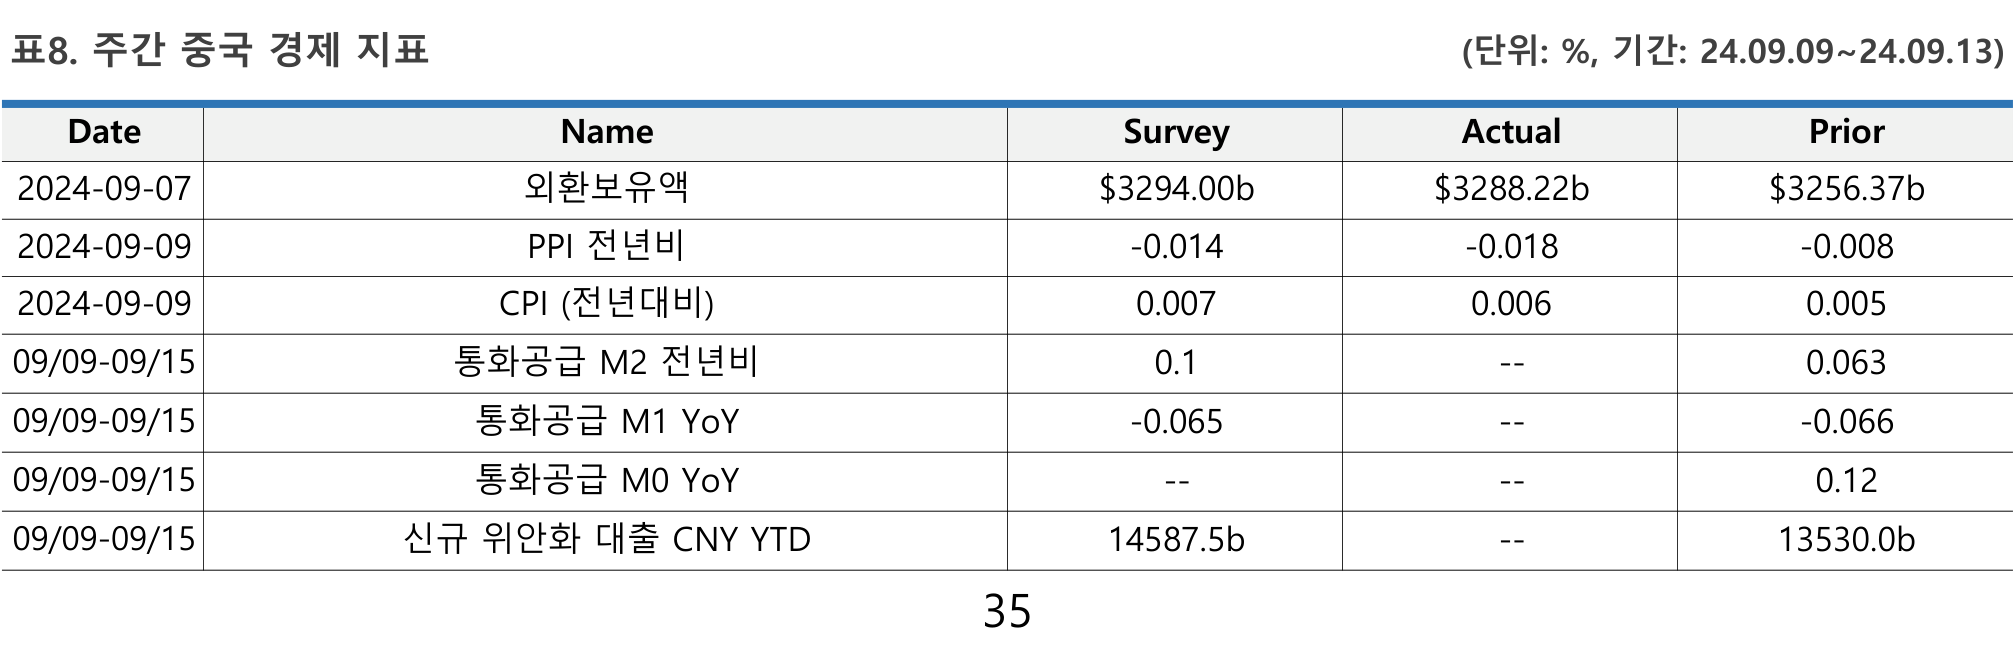 표8. 주간 중국 경제 지표 (단위: %, 기간: 24.09.09~24.09.13)
Date Name Survey Actual Prior
2024-09-07 외환보유액 $3294.00b $3288.22b $3256.37b
2024-09-09 PPI 전년비 -0.014 -0.018 -0.008
2024-09-09 CPI (전년대비) 0.007 0.006 0.005
09/09-09/15 통화공급 M2 전년비 0.1 -- 0.063
09/09-09/15 통화공급 M1 YoY -0.065 -- -0.066
09/09-09/15 통화공급 M0 YoY -- -- 0.12
09/09-09/15 신규 위안화 대출 CNY YTD 14587.5b -- 13530.0b
35